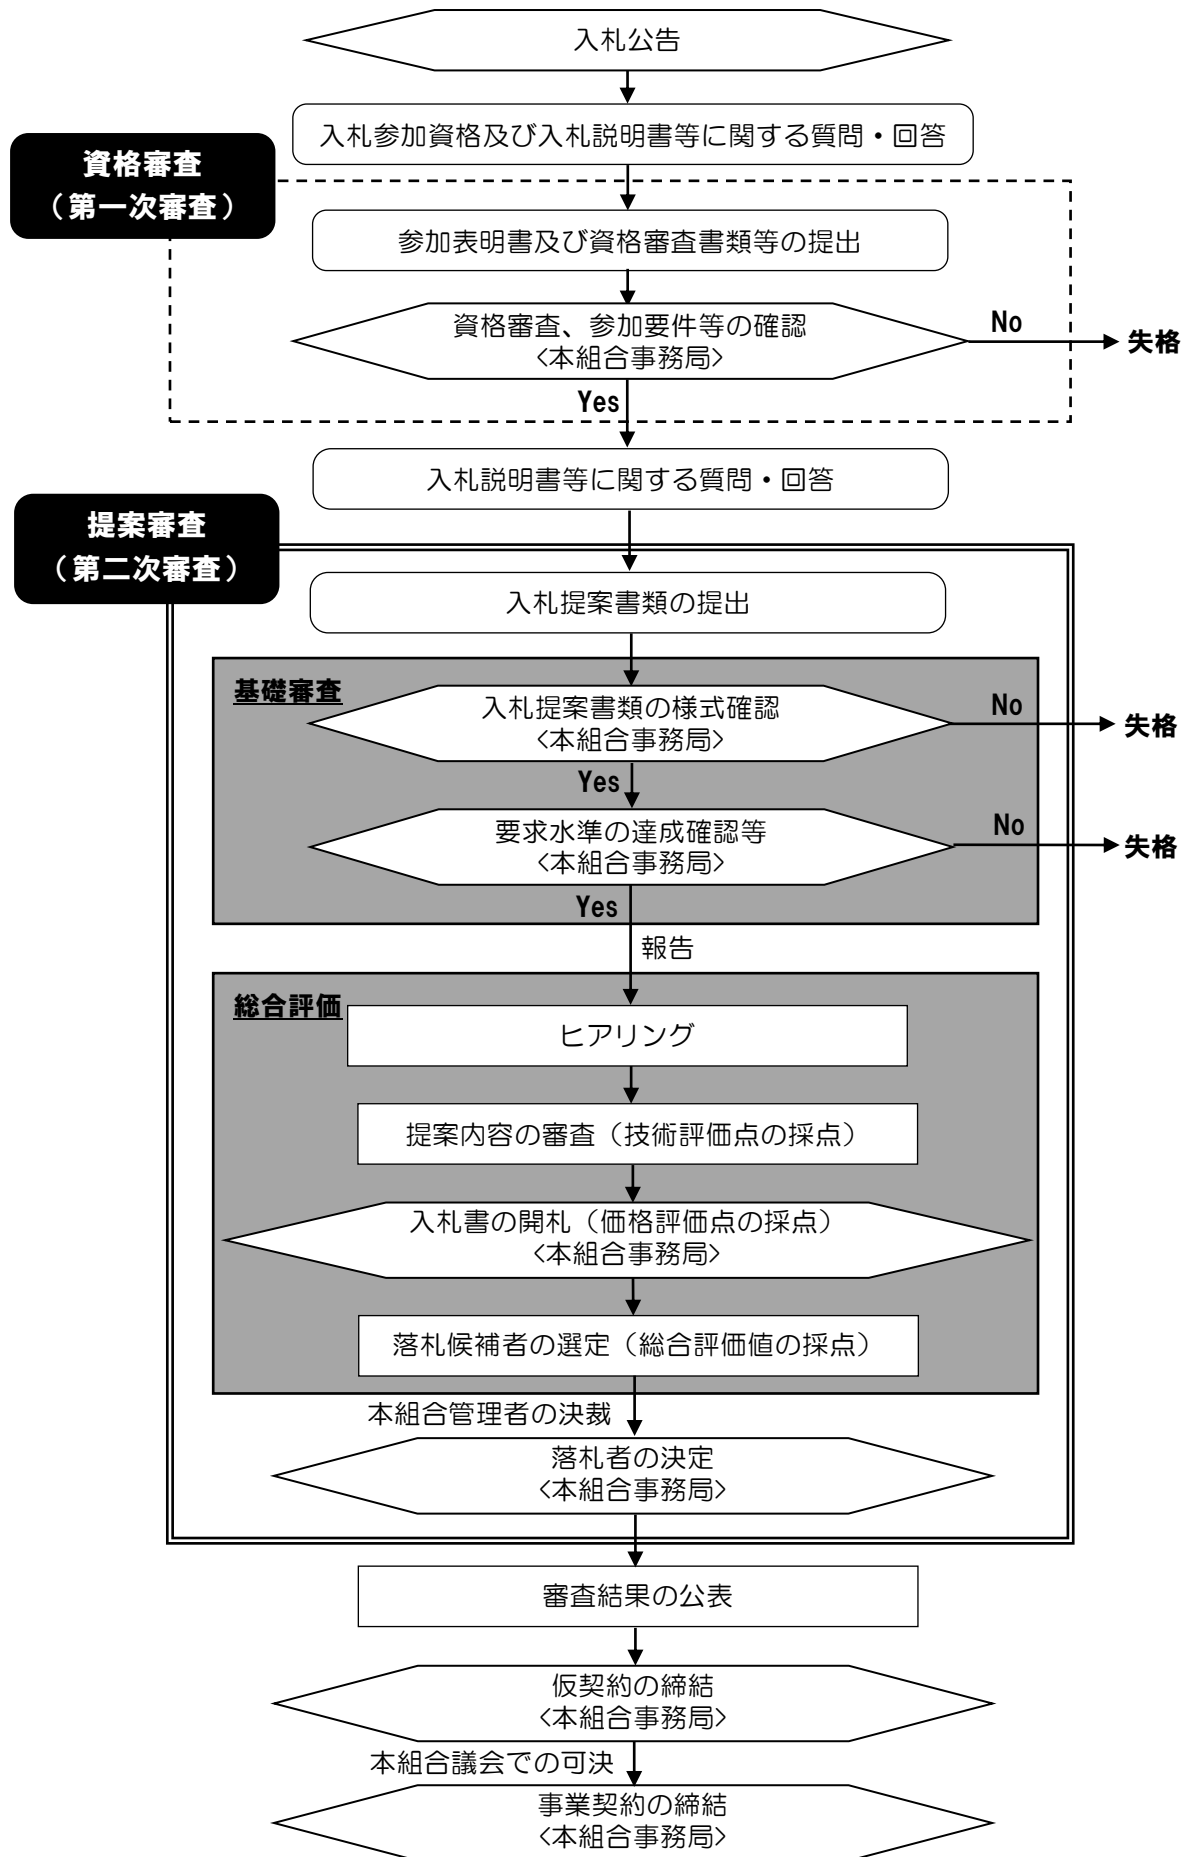 入札公告
入札参加資格及び入札説明書等に関する質問・回答
資格審査
（第一次審査）
参加表明書及び資格審査書類等の提出
資格審査、参加要件等の確認
<本組合事務局>
No
失格
Yes
入札説明書等に関する質問・回答
提案審査
（第二次審査）
入札提案書類の提出
基礎審査
入札提案書類の様式確認
<本組合事務局>
No
失格
Yes
要求水準の達成確認等
<本組合事務局>
No
失格
Yes
報告
総合評価
ヒアリング
提案内容の審査（技術評価点の採点）
入札書の開札（価格評価点の採点）
<本組合事務局>
落札候補者の選定（総合評価値の採点）
本組合管理者の決裁
落札者の決定
<本組合事務局>
審査結果の公表
仮契約の締結
<本組合事務局>
本組合議会での可決
事業契約の締結
<本組合事務局>